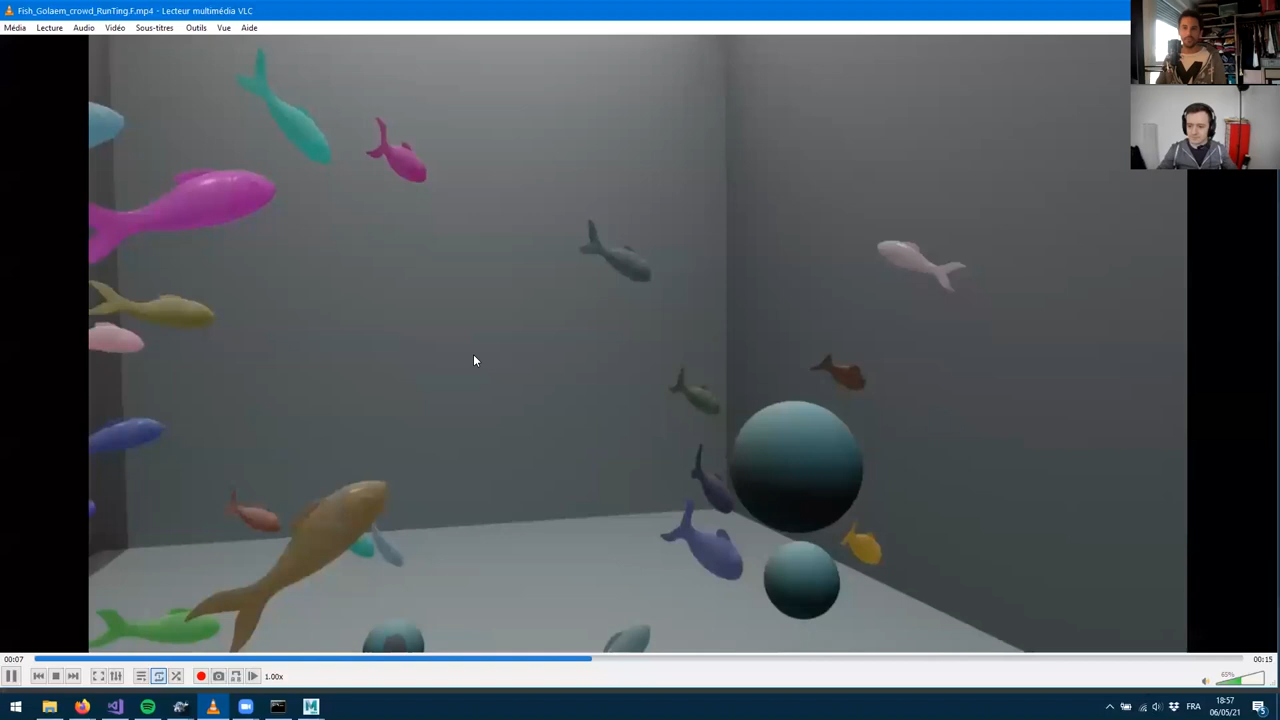 Fish_Golaem_crowd_RunTing.F.mp4 - Lecteur multimédia VLC
Média Lecture Audio Vidéo Sous-titres Outils Vue Aide
00:07
00:15
1.00x
65%
FRA
18:57
06/05/21